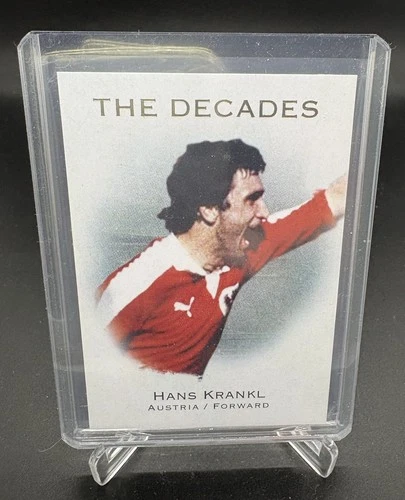 THE DECADES
HANS KRANKL
AUSTRIA / FORWARD